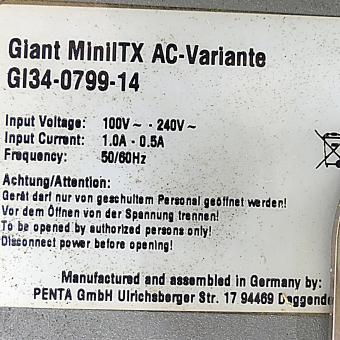 Giant MiniITX AC-Variante
GI34-0799-14
Input Voltage: 100V ~ - 240V ~
Input Current: 1.0A - 0.5A
Frequency: 50/60Hz
Achtung/Attention:
Gerät darf nur von geschultem Personal geöffnet werden!
Vor dem Öffnen von der Spannung trennen!
To be opened by authorized persons only!
Disconnect power before opening!
Manufactured and assembled in Germany by:
PENTA GmbH Ulrichsberger Str. 17 94469 Deggende